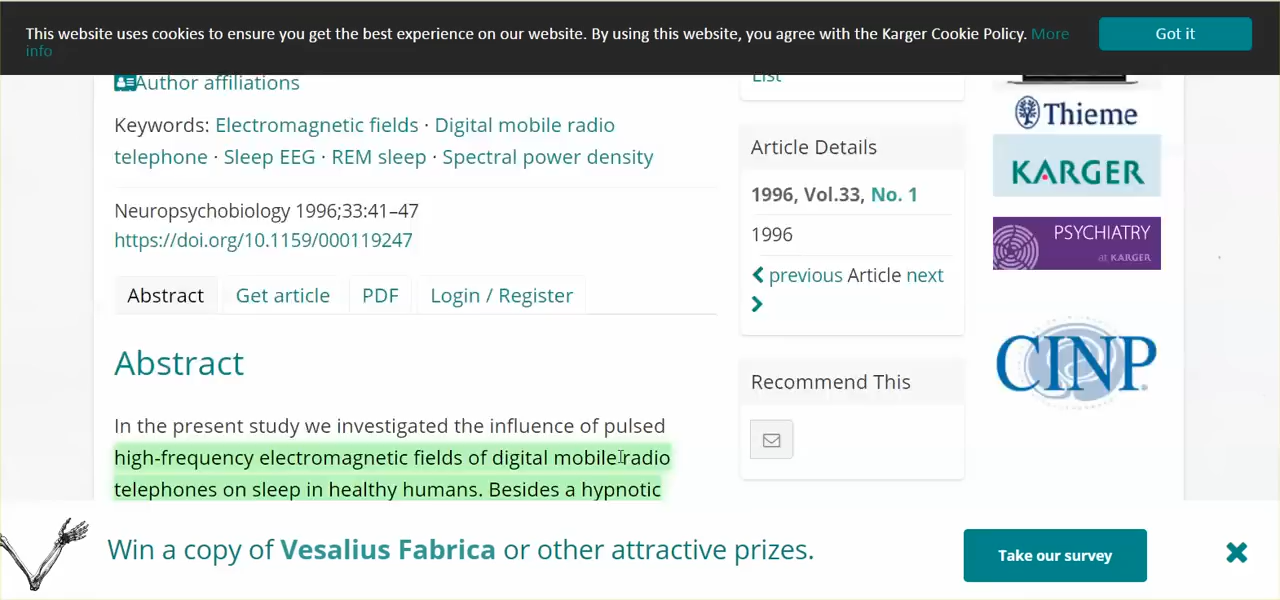 This website uses cookies to ensure you get the best experience on our website. By using this website, you agree with the Karger Cookie Policy. More
info
Got it
Author affiliations
Keywords: Electromagnetic fields · Digital mobile radio
telephone · Sleep EEG · REM sleep · Spectral power density
Neuropsychobiology 1996;33:41–47
https://doi.org/10.1159/000119247
Abstract Get article PDF Login / Register
Abstract
In the present study we investigated the influence of pulsed
high-frequency electromagnetic fields of digital mobile radio
telephones on sleep in healthy humans. Besides a hypnotic
List
Article Details
1996, Vol.33, No. 1
1996
previous Article next
Recommend This
Thieme
KARGER
PSYCHIATRY
at KARGER
CINP
Win a copy of Vesalius Fabrica or other attractive prizes.
Take our survey